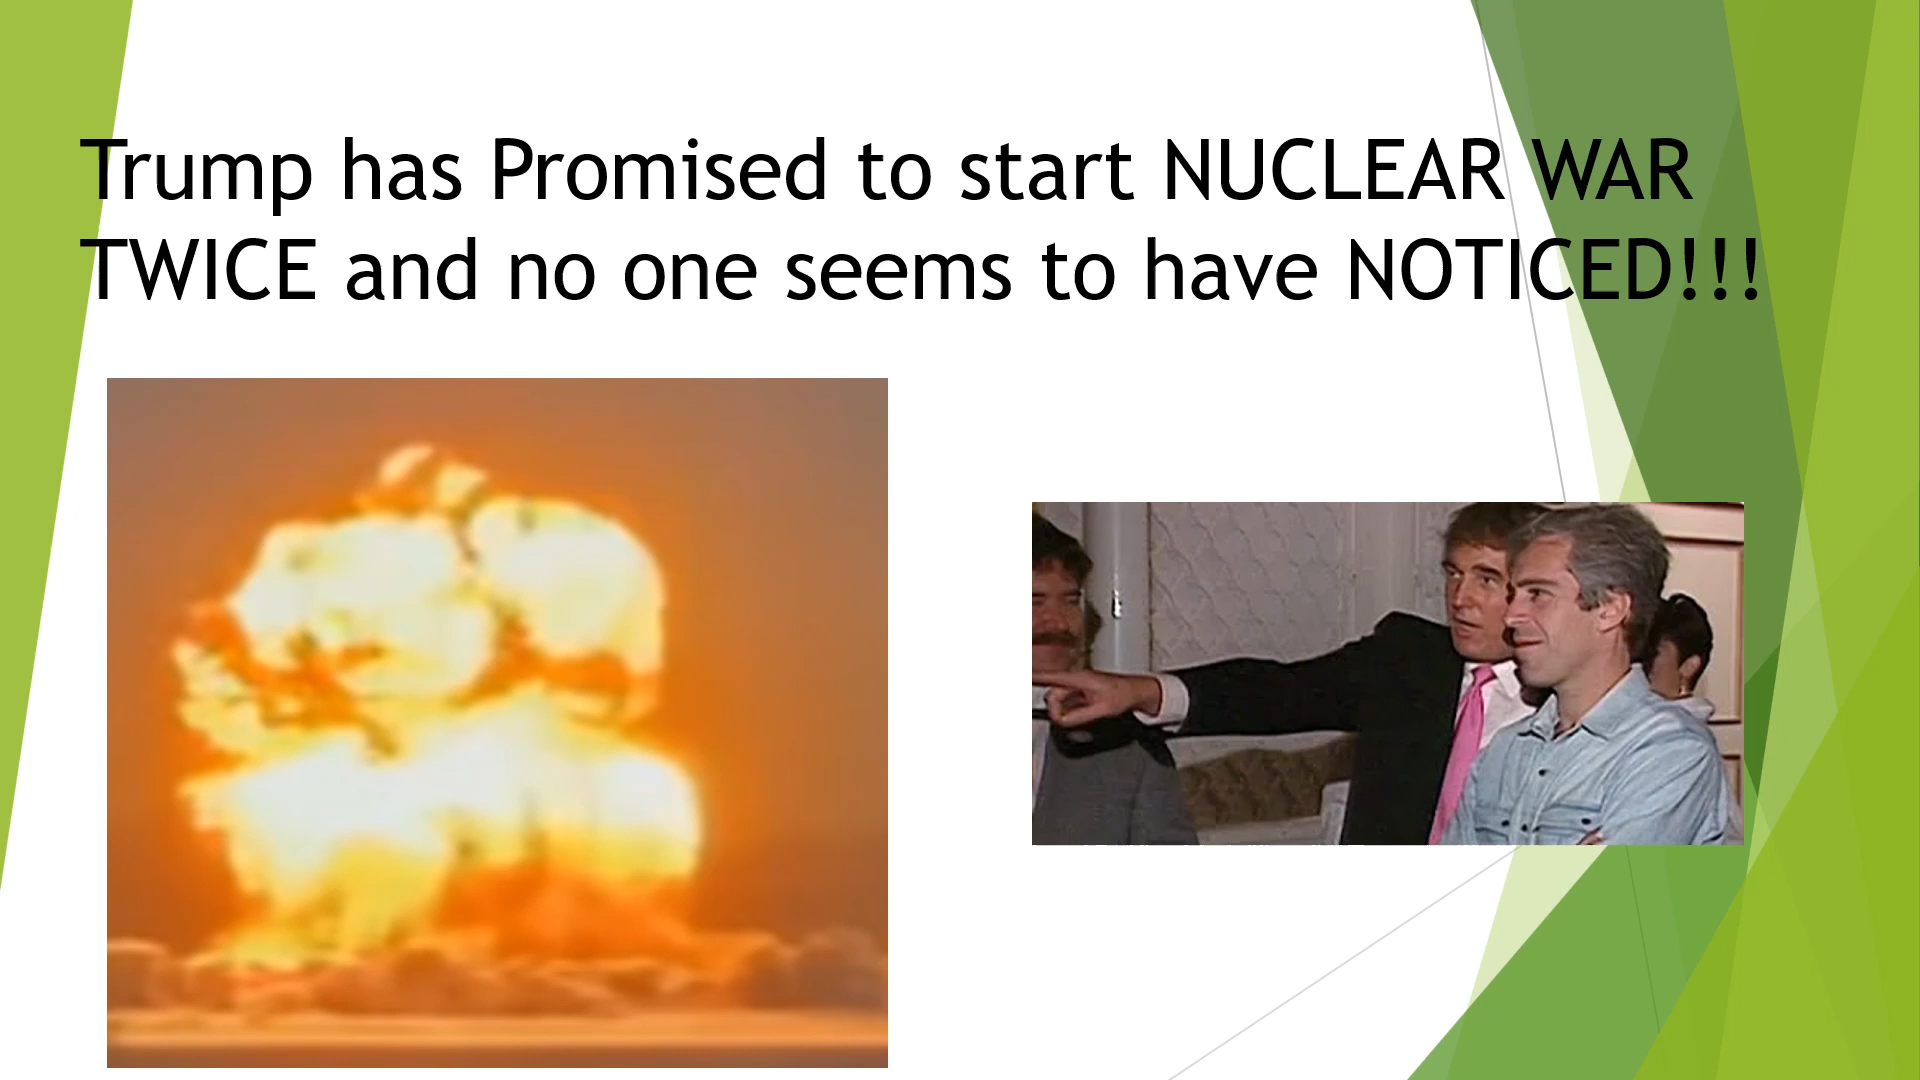 Trump has Promised to start NUCLEAR WAR
TWICE and no one seems to have NOTICED!!!